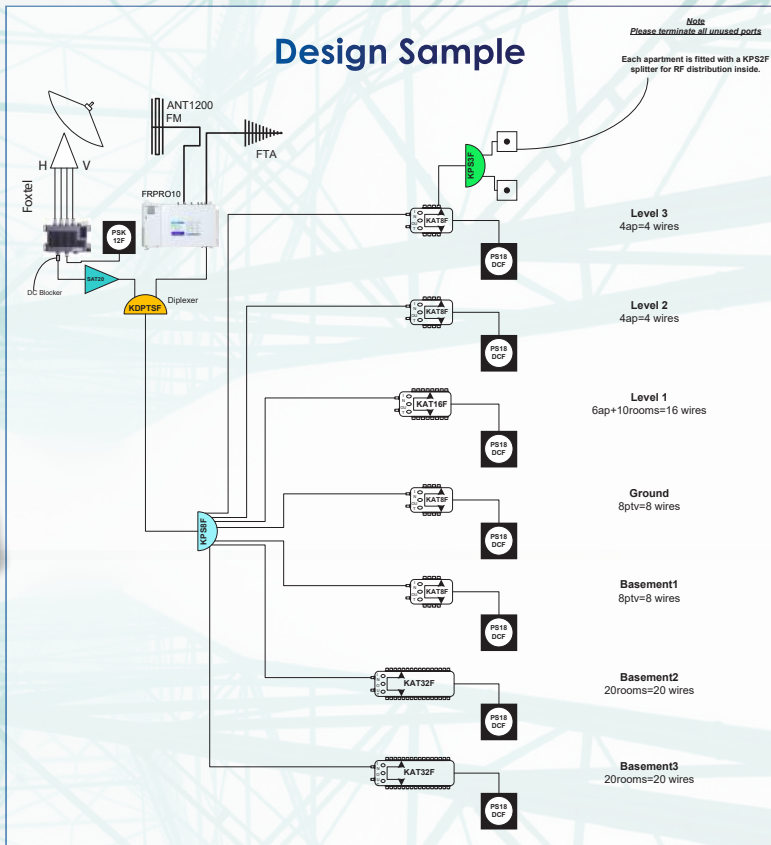 Note
Please terminate all unused ports
Design Sample
Each apartment is fitted with a KPS2F
splitter for RF distribution inside.
ANT1200
FM
FTA
H V
Foxtel
FRPRO10
PSK
12F
SAT20
DC Blocker
Diplexer
KDPTSF
KPS3F
KAT8F
PS18
DCF
Level 3
4ap=4 wires
KAT8F
PS18
DCF
Level 2
4ap=4 wires
KAT16F
PS18
DCF
Level 1
6ap+10rooms=16 wires
KPS8F
KAT8F
PS18
DCF
Ground
8ptv=8 wires
KAT8F
PS18
DCF
Basement1
8ptv=8 wires
KAT32F
PS18
DCF
Basement2
20rooms=20 wires
KAT32F
PS18
DCF
Basement3
20rooms=20 wires